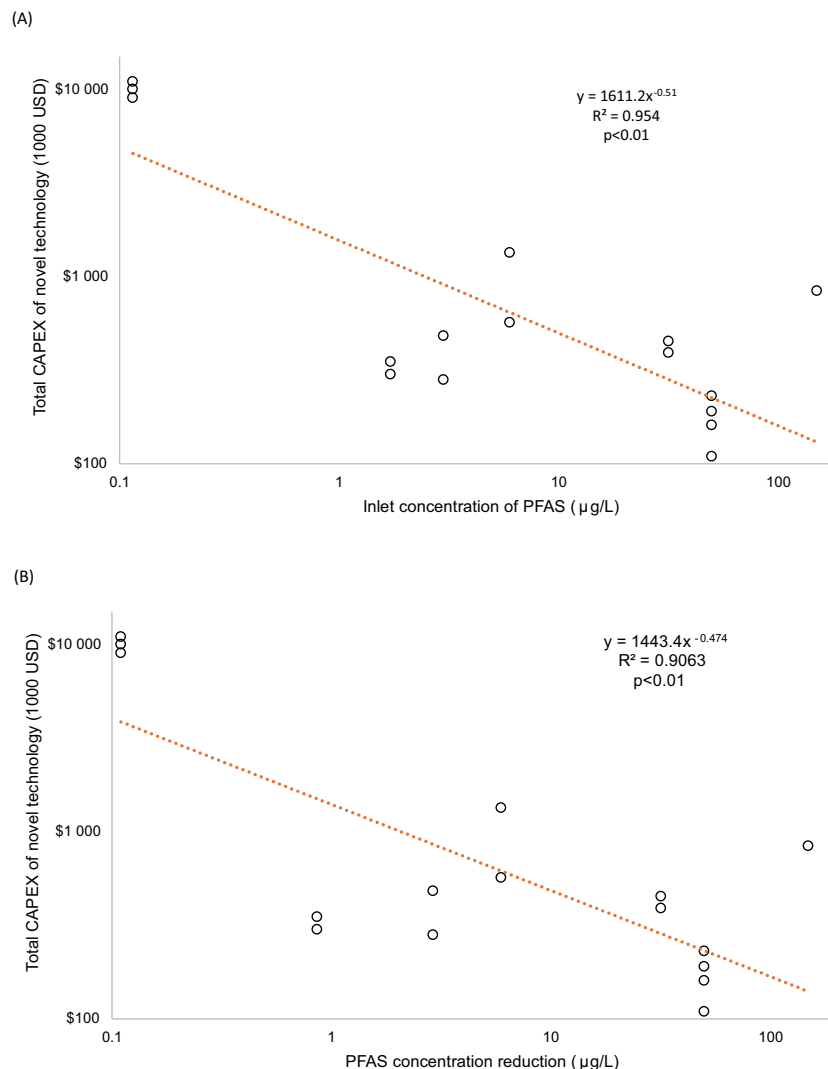 (A)
$10 000
$1 000
$100
Total CAPEX of novel technology (1000 USD)
y = 1611.2x^-0.51
R² = 0.954
p<0.01
0.1 1 10 100
Inlet concentration of PFAS (µg/L)
(B)
$10 000
$1 000
$100
Total CAPEX of novel technology (1000 USD)
y = 1443.4x^-0.474
R² = 0.9063
p<0.01
0.1 1 10 100
PFAS concentration reduction (µg/L)